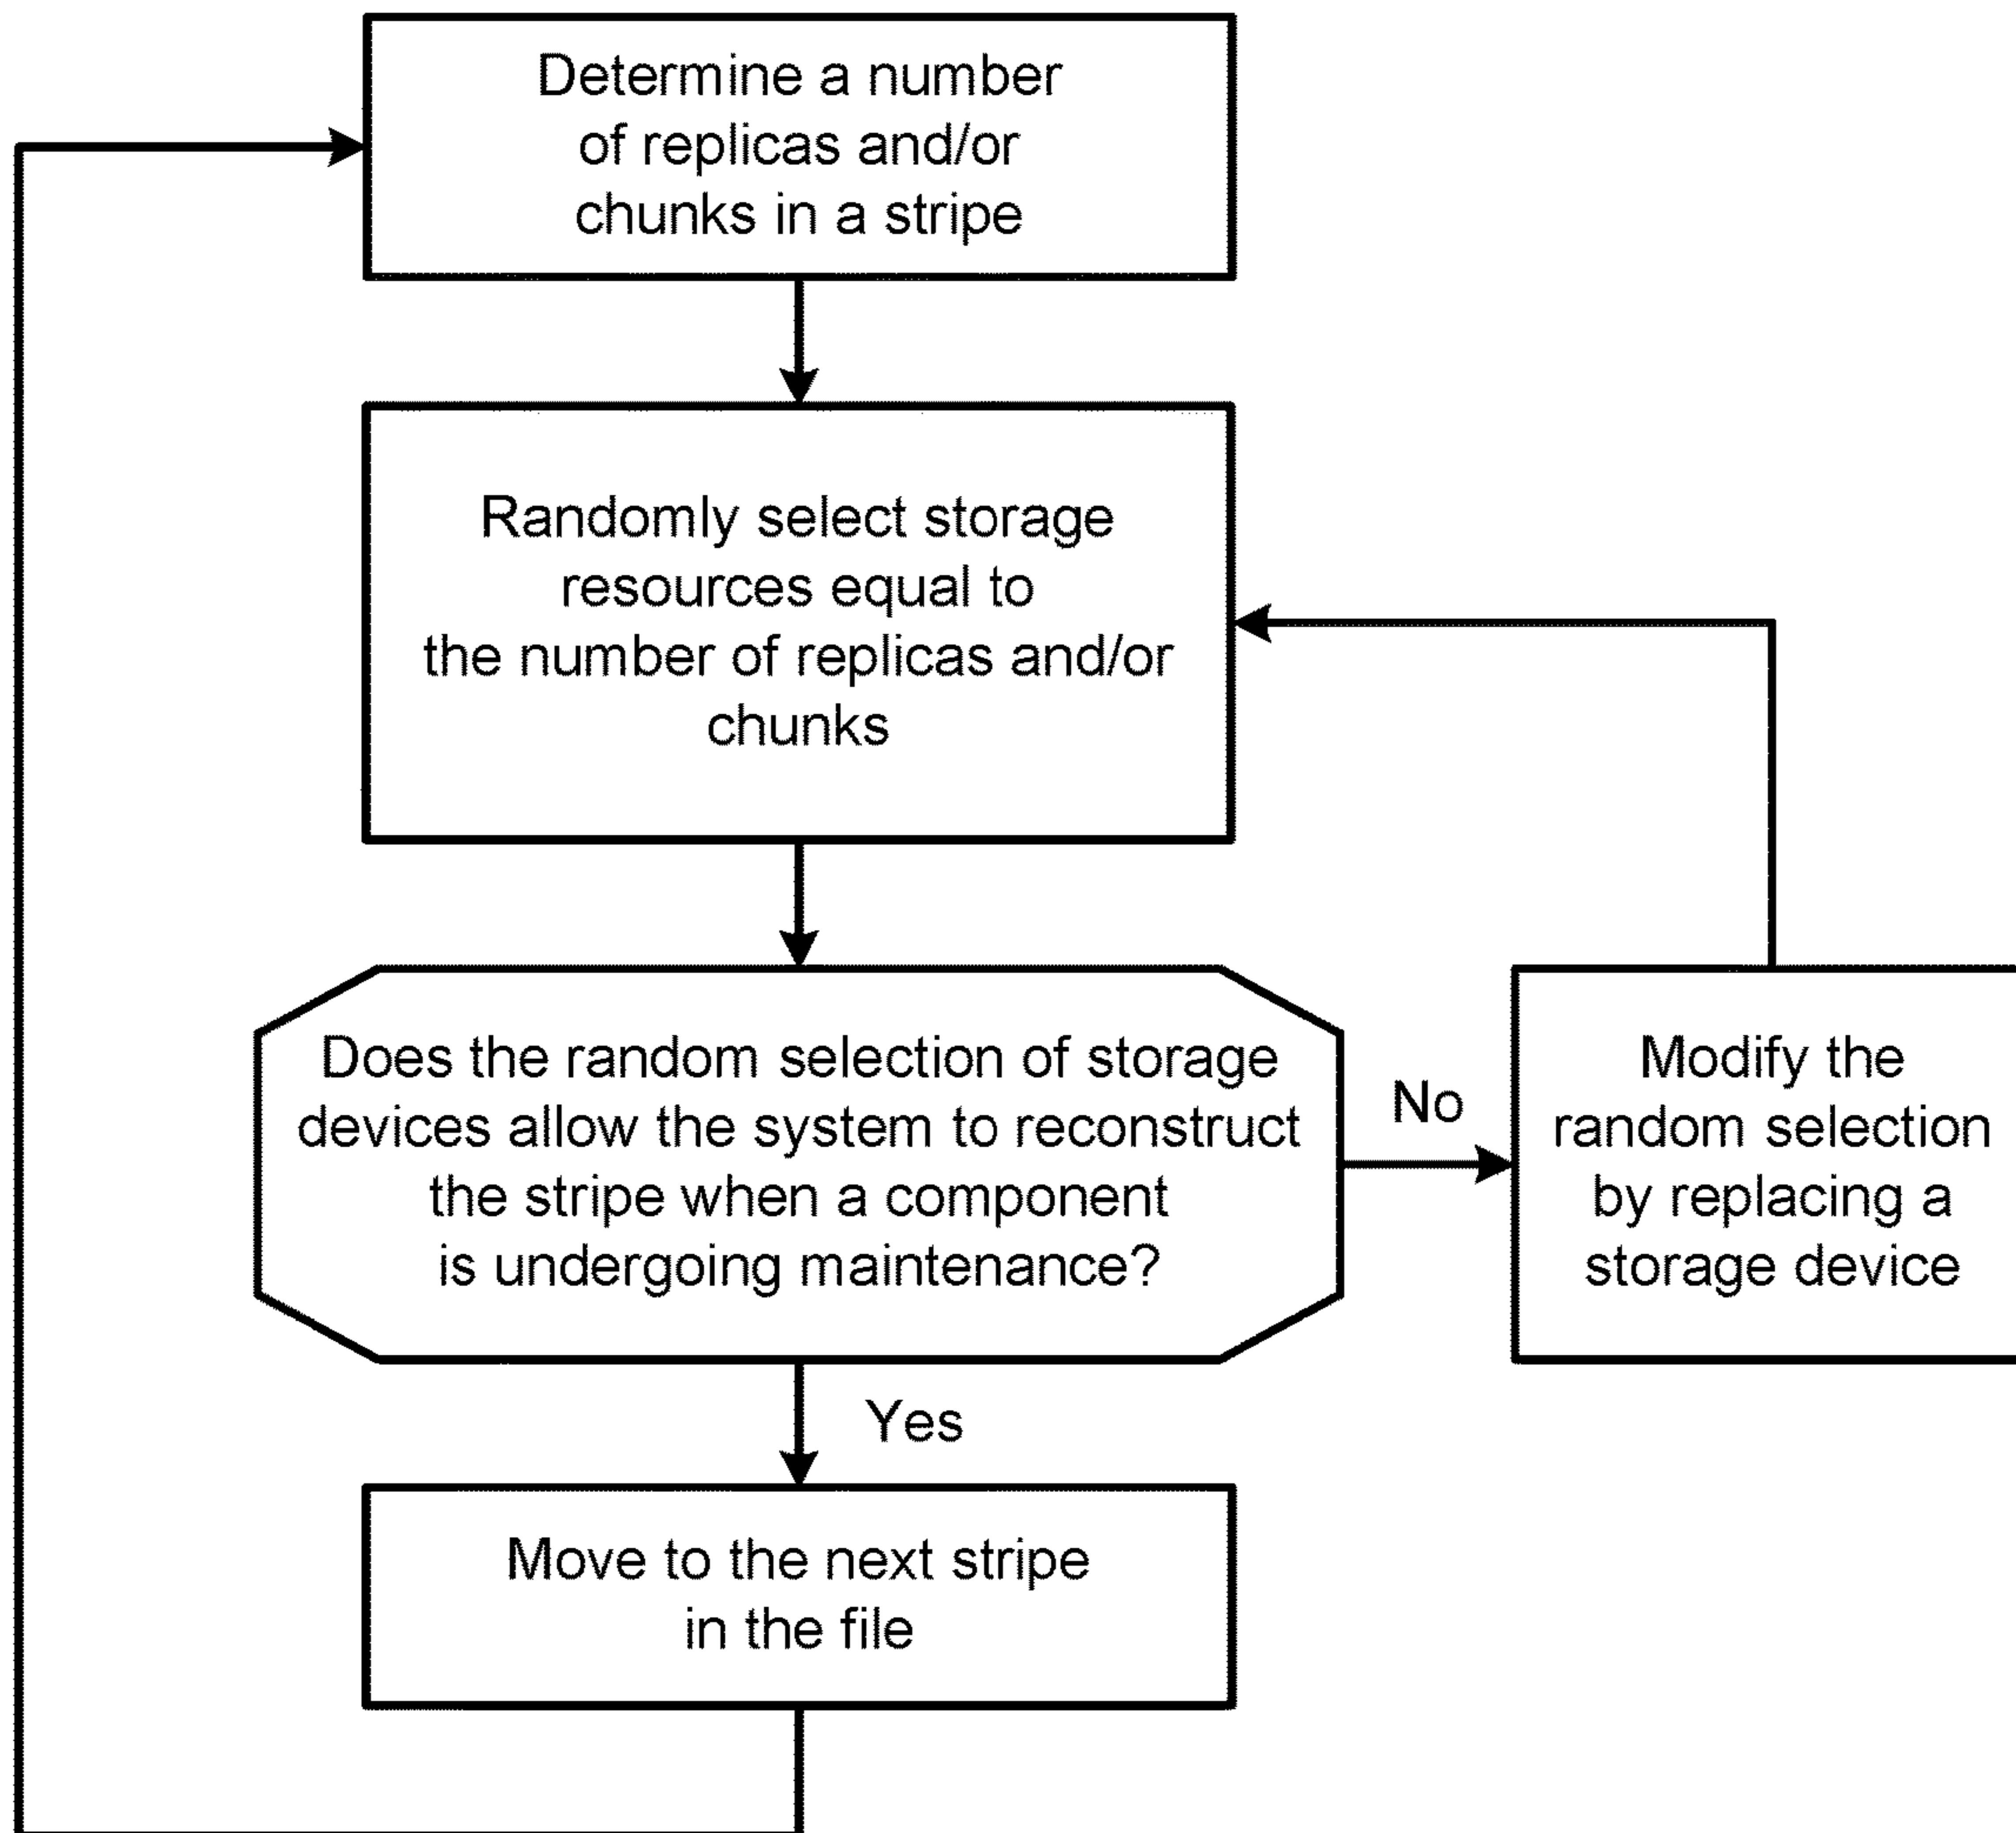 Determine a number
of replicas and/or
chunks in a stripe
Randomly select storage
resources equal to
the number of replicas and/or
chunks
Does the random selection of storage
devices allow the system to reconstruct
the stripe when a component
is undergoing maintenance?
No
Modify the
random selection
by replacing a
storage device
Yes
Move to the next stripe
in the file